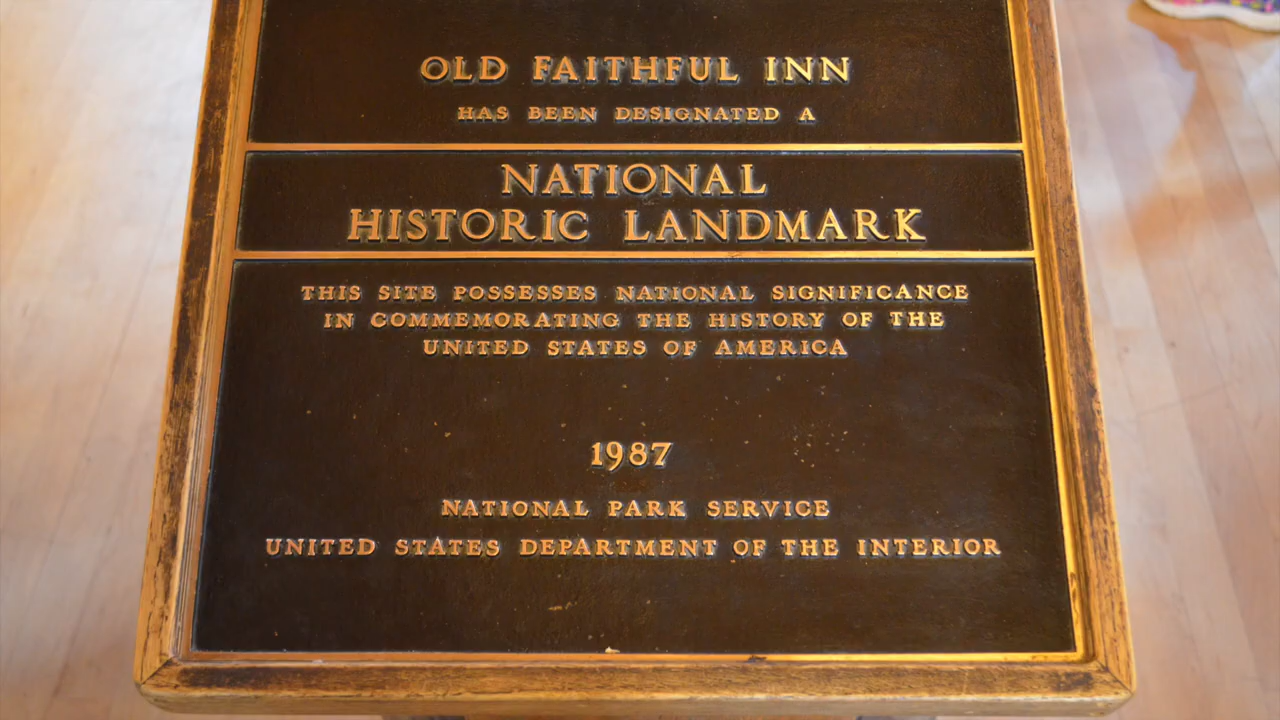 OLD FAITHFUL INN
HAS BEEN DESIGNATED A
NATIONAL
HISTORIC LANDMARK
THIS SITE POSSESSES NATIONAL SIGNIFICANCE
IN COMMEMORATING THE HISTORY OF THE
UNITED STATES OF AMERICA
1987
NATIONAL PARK SERVICE
UNITED STATES DEPARTMENT OF THE INTERIOR